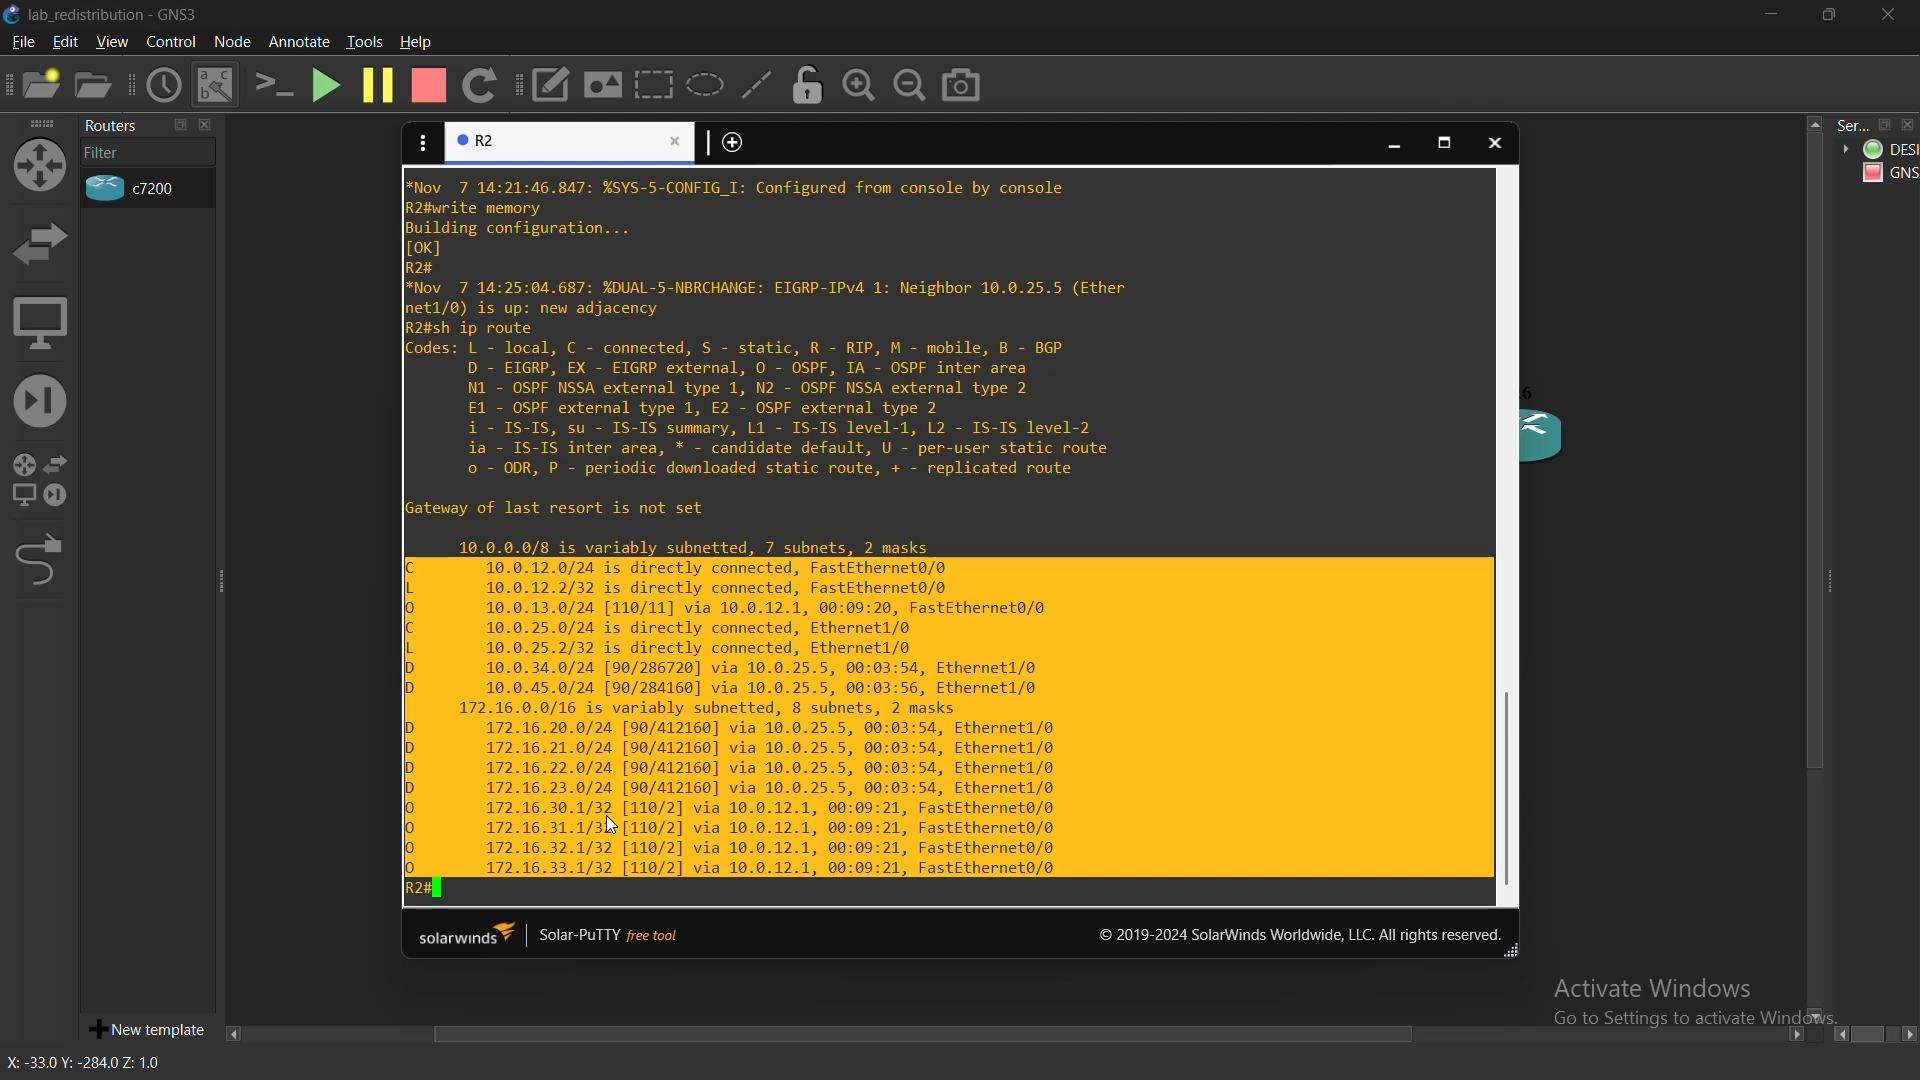 lab_redistribution - GNS3
File Edit View Control Node Annotate Tools Help
Routers
Filter
c7200
New template
R2
*Nov  7 14:21:46.847: %SYS-5-CONFIG_I: Configured from console by console
R2#write memory
Building configuration...
[OK]
R2#
*Nov  7 14:25:04.687: %DUAL-5-NBRCHANGE: EIGRP-IPv4 1: Neighbor 10.0.25.5 (Ether
net1/0) is up: new adjacency
R2#sh ip route
Codes: L - local, C - connected, S - static, R - RIP, M - mobile, B - BGP
D - EIGRP, EX - EIGRP external, O - OSPF, IA - OSPF inter area
N1 - OSPF NSSA external type 1, N2 - OSPF NSSA external type 2
E1 - OSPF external type 1, E2 - OSPF external type 2
i - IS-IS, su - IS-IS summary, L1 - IS-IS level-1, L2 - IS-IS level-2
ia - IS-IS inter area, * - candidate default, U - per-user static route
o - ODR, P - periodic downloaded static route, + - replicated route
Gateway of last resort is not set
10.0.0.0/8 is variably subnetted, 7 subnets, 2 masks
C 10.0.12.0/24 is directly connected, FastEthernet0/0
L 10.0.12.2/32 is directly connected, FastEthernet0/0
O 10.0.13.0/24 [110/11] via 10.0.12.1, 00:09:20, FastEthernet0/0
C 10.0.25.0/24 is directly connected, Ethernet1/0
L 10.0.25.2/32 is directly connected, Ethernet1/0
D 10.0.34.0/24 [90/286720] via 10.0.25.5, 00:03:54, Ethernet1/0
D 10.0.45.0/24 [90/284160] via 10.0.25.5, 00:03:56, Ethernet1/0
172.16.0.0/16 is variably subnetted, 8 subnets, 2 masks
D 172.16.20.0/24 [90/412160] via 10.0.25.5, 00:03:54, Ethernet1/0
D 172.16.21.0/24 [90/412160] via 10.0.25.5, 00:03:54, Ethernet1/0
D 172.16.22.0/24 [90/412160] via 10.0.25.5, 00:03:54, Ethernet1/0
D 172.16.23.0/24 [90/412160] via 10.0.25.5, 00:03:54, Ethernet1/0
O 172.16.30.1/32 [110/2] via 10.0.12.1, 00:09:21, FastEthernet0/0
O 172.16.31.1/32 [110/2] via 10.0.12.1, 00:09:21, FastEthernet0/0
O 172.16.32.1/32 [110/2] via 10.0.12.1, 00:09:21, FastEthernet0/0
O 172.16.33.1/32 [110/2] via 10.0.12.1, 00:09:21, FastEthernet0/0
R2#
solarwinds Solar-PuTTY free tool © 2019-2024 SolarWinds Worldwide, LLC. All rights reserved.
Ser...
DES
GNS
Activate Windows
Go to Settings to activate Windows.
X: -33.0 Y: -284.0 Z: 1.0